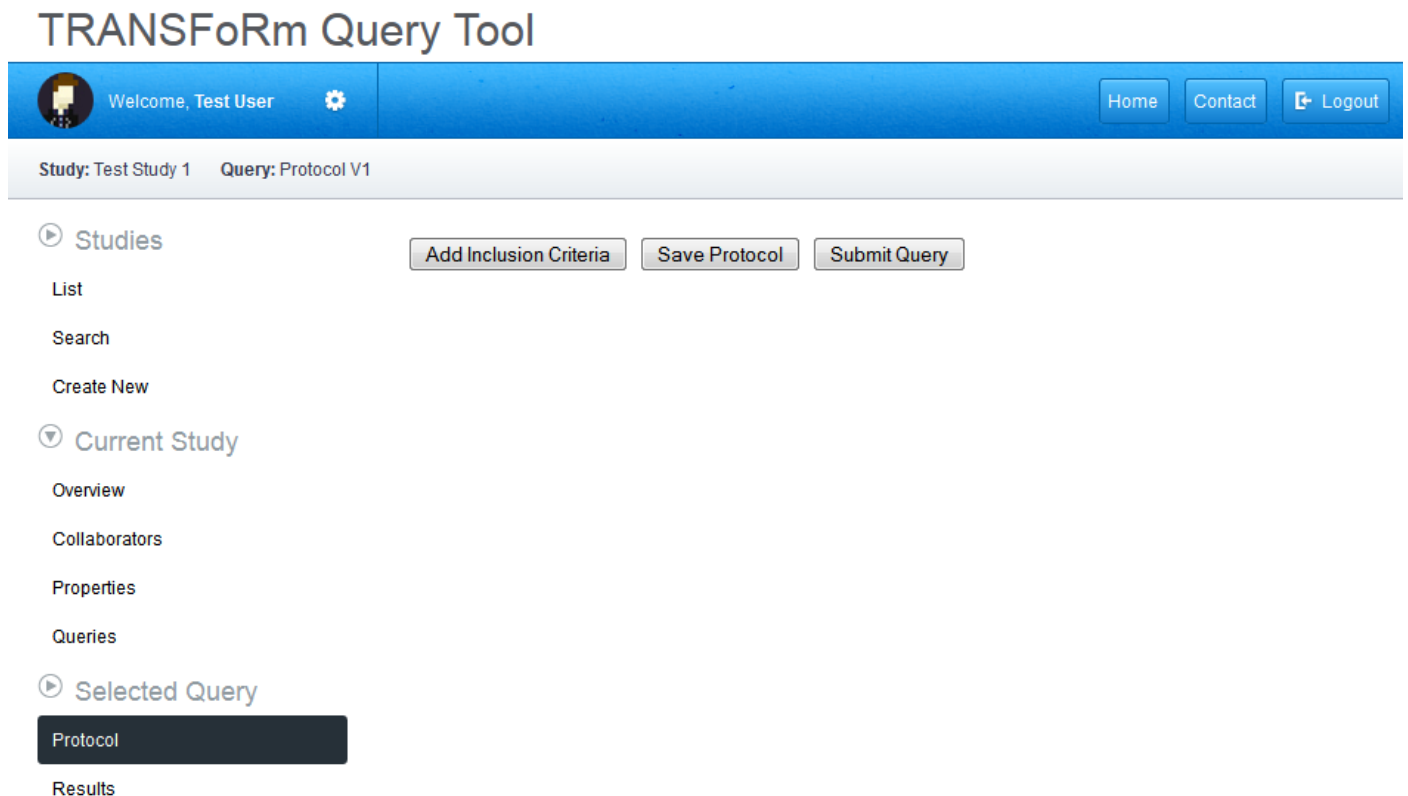 TRANSFoRm Query Tool
Welcome, Test User
Home
Contact
Logout
Study: Test Study 1 Query: Protocol V1
Studies
List
Search
Create New
Current Study
Overview
Collaborators
Properties
Queries
Selected Query
Protocol
Results
Add Inclusion Criteria
Save Protocol
Submit Query